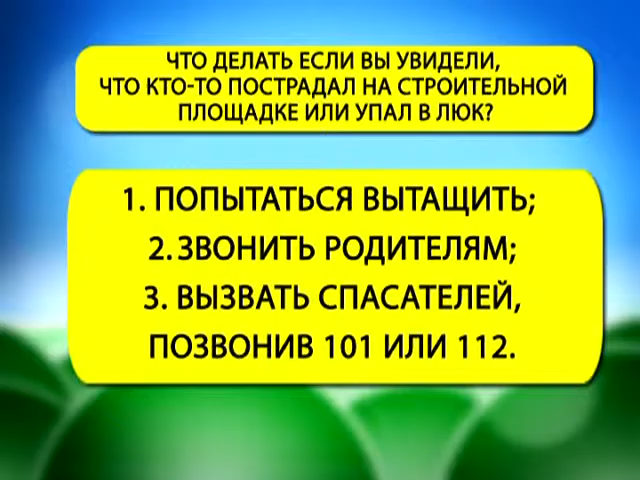 ЧТО ДЕЛАТЬ ЕСЛИ ВЫ УВИДЕЛИ,
ЧТО КТО-ТО ПОСТРАДАЛ НА СТРОИТЕЛЬНОЙ
ПЛОЩАДКЕ ИЛИ УПАЛ В ЛЮК?
1. ПОПЫТАТЬСЯ ВЫТАЩИТЬ;
2. ЗВОНИТЬ РОДИТЕЛЯМ;
3. ВЫЗВАТЬ СПАСАТЕЛЕЙ,
ПОЗВОНИВ 101 ИЛИ 112.